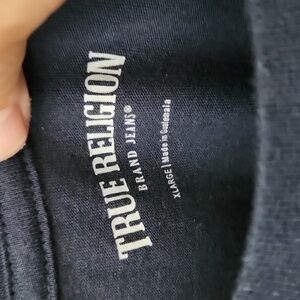 TRUE RELIGION
BRAND JEANS®
XLARGE | Made in Guatemala